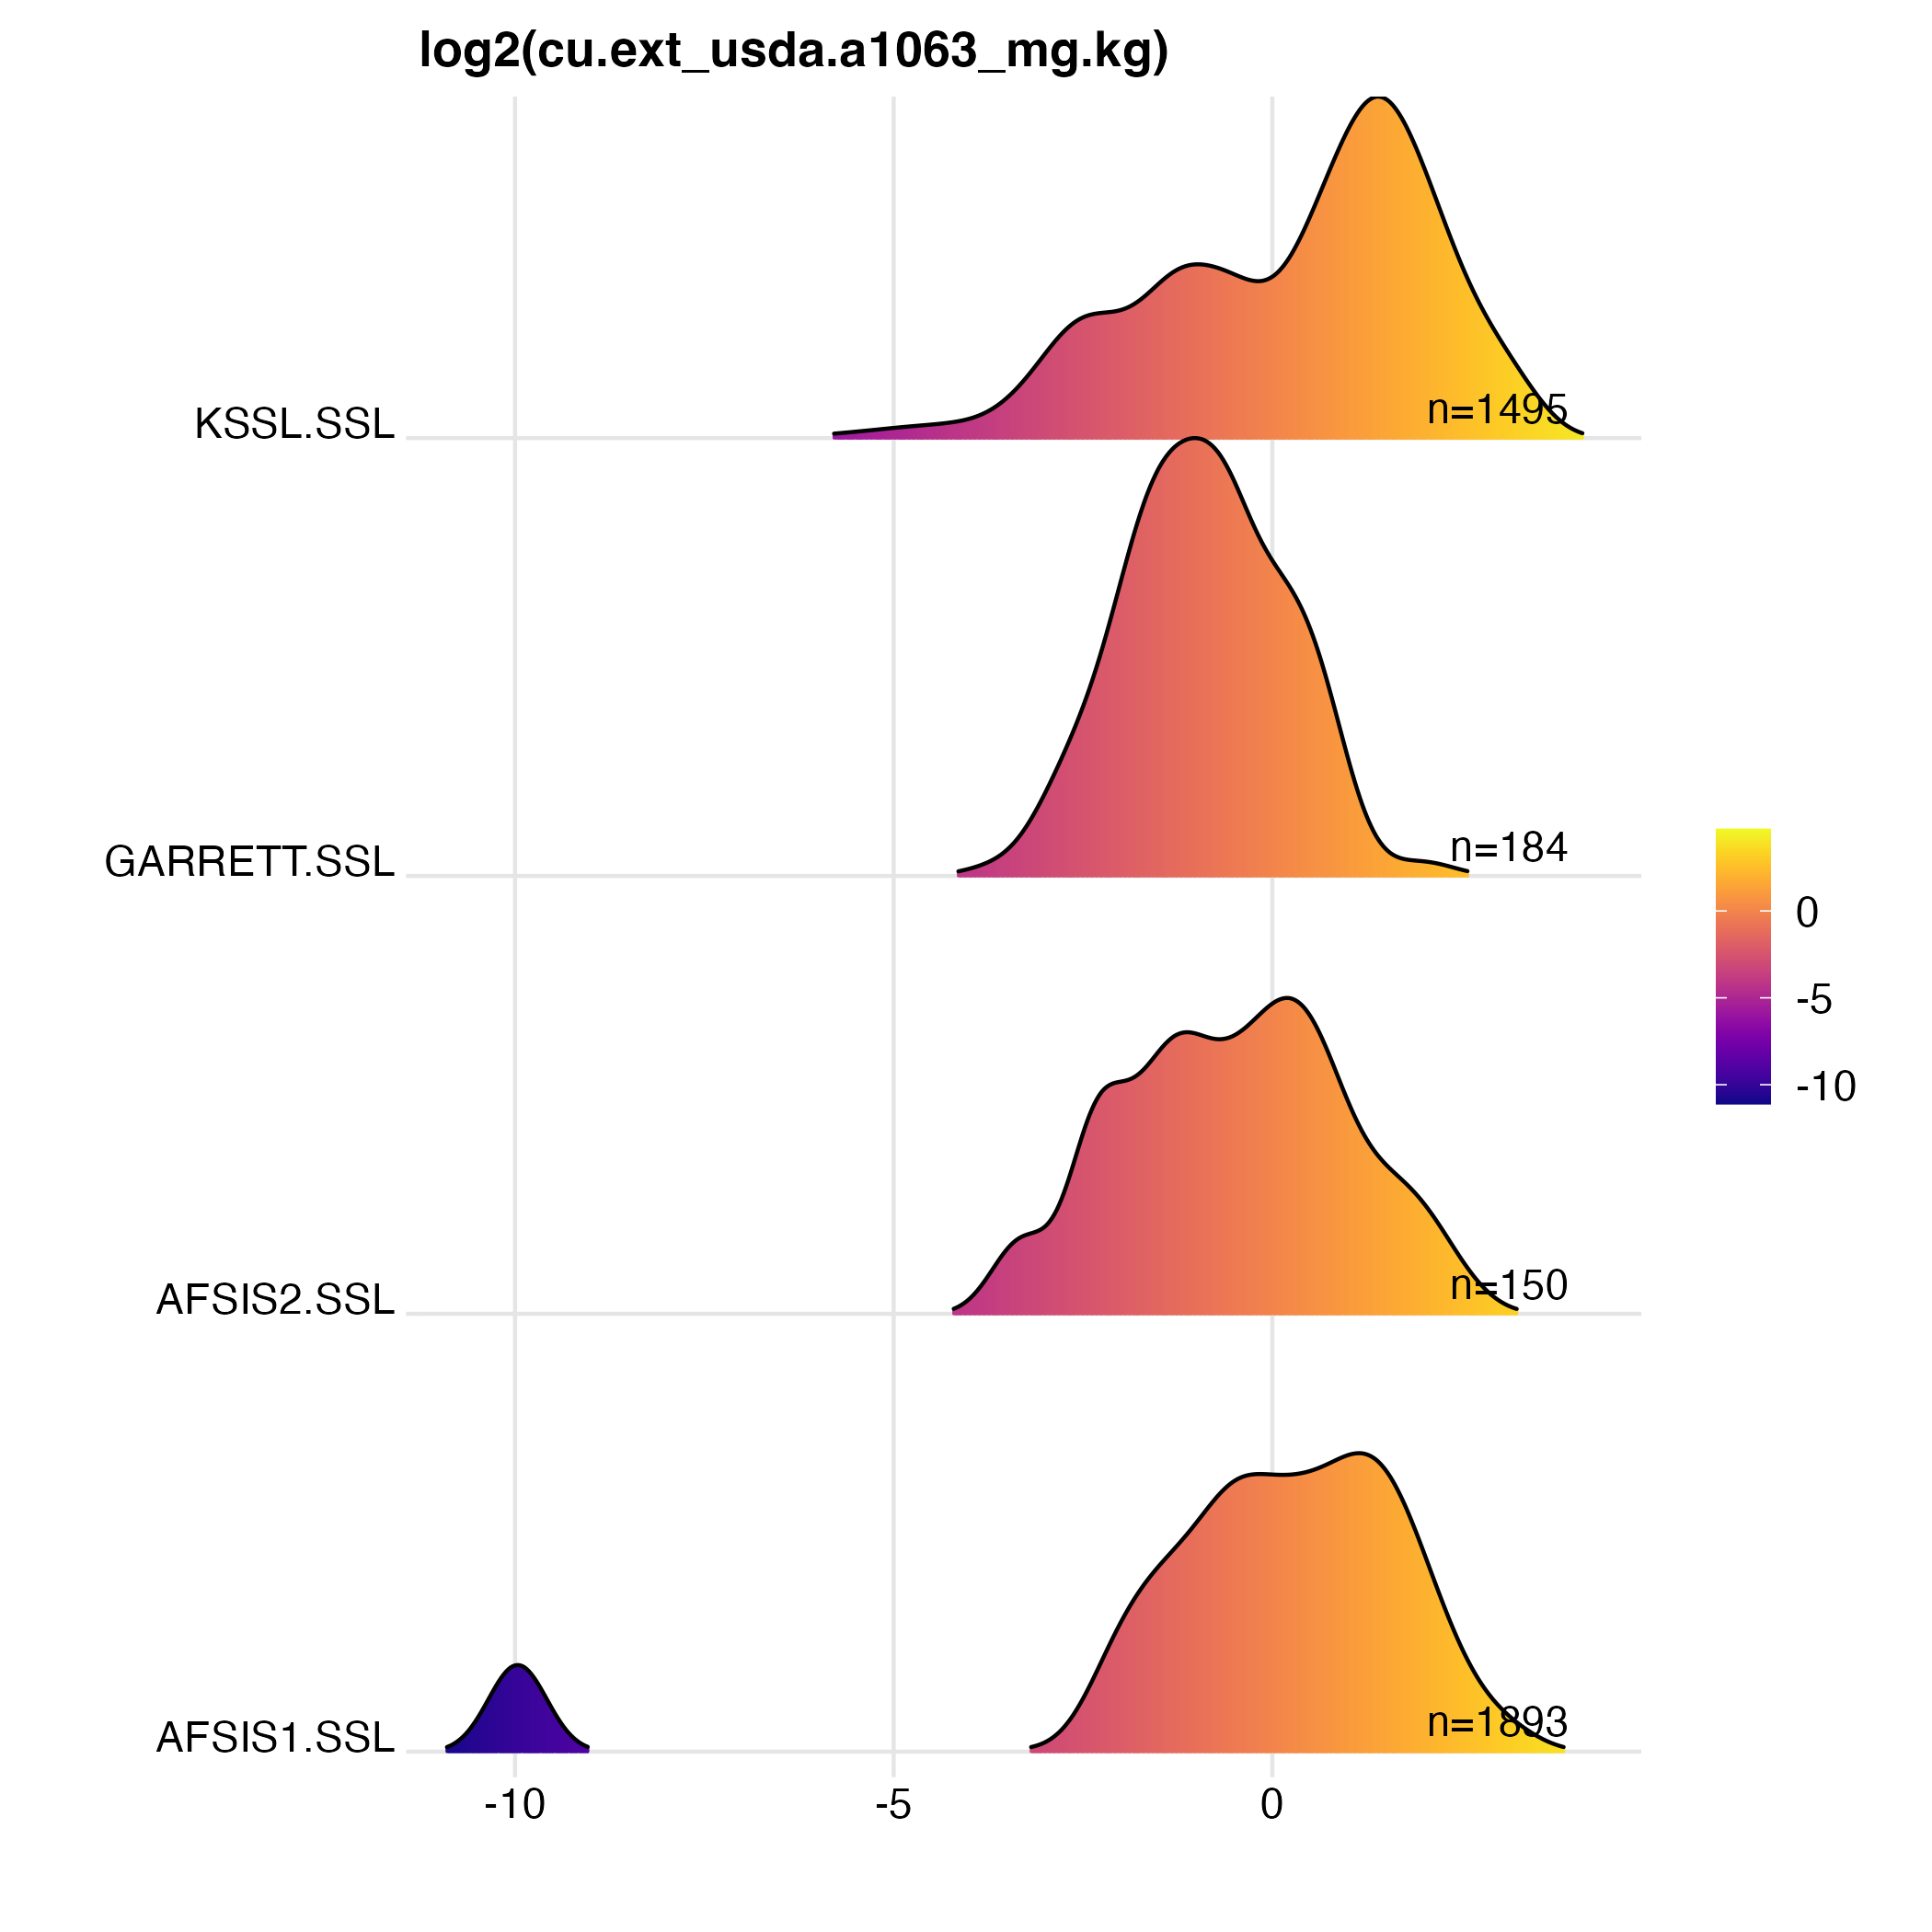 log2(cu.ext_usda.a1063_mg.kg)
KSSL.SSL
n=1495
GARRETT.SSL
n=184
AFSIS2.SSL
n=150
AFSIS1.SSL
n=1893
-10
-5
0
0
-5
-10